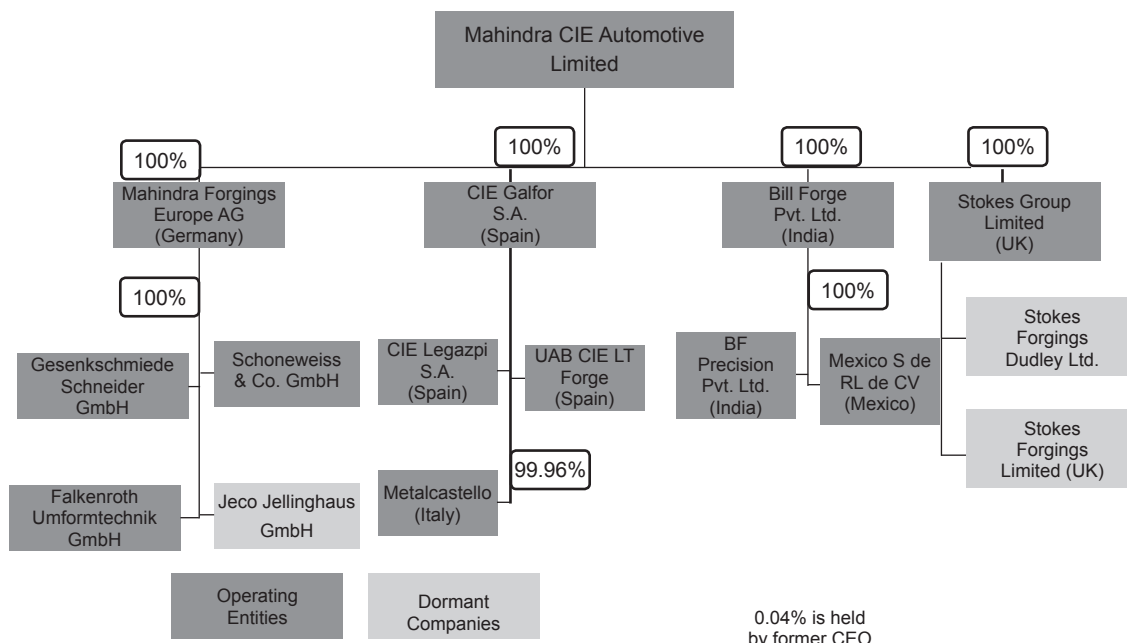 Mahindra CIE Automotive
Limited
100%
100%
100%
100%
Mahindra Forgings
Europe AG
(Germany)
CIE Galfor
S.A.
(Spain)
Bill Forge
Pvt. Ltd.
(India)
Stokes Group
Limited
(UK)
100%
100%
Gesenkschmiede
Schneider
GmbH
Schoneweiss
& Co. GmbH
CIE Legazpi
S.A.
(Spain)
UAB CIE LT
Forge
(Spain)
BF
Precision
Pvt. Ltd.
(India)
Mexico S de
RL de CV
(Mexico)
Stokes
Forgings
Dudley Ltd.
Stokes
Forgings
Limited (UK)
99.96%
Falkenroth
Umformtechnik
GmbH
Jeco Jellinghaus
GmbH
Metalcastello
(Italy)
Operating
Entities
Dormant
Companies
0.04% is held
by former CEO